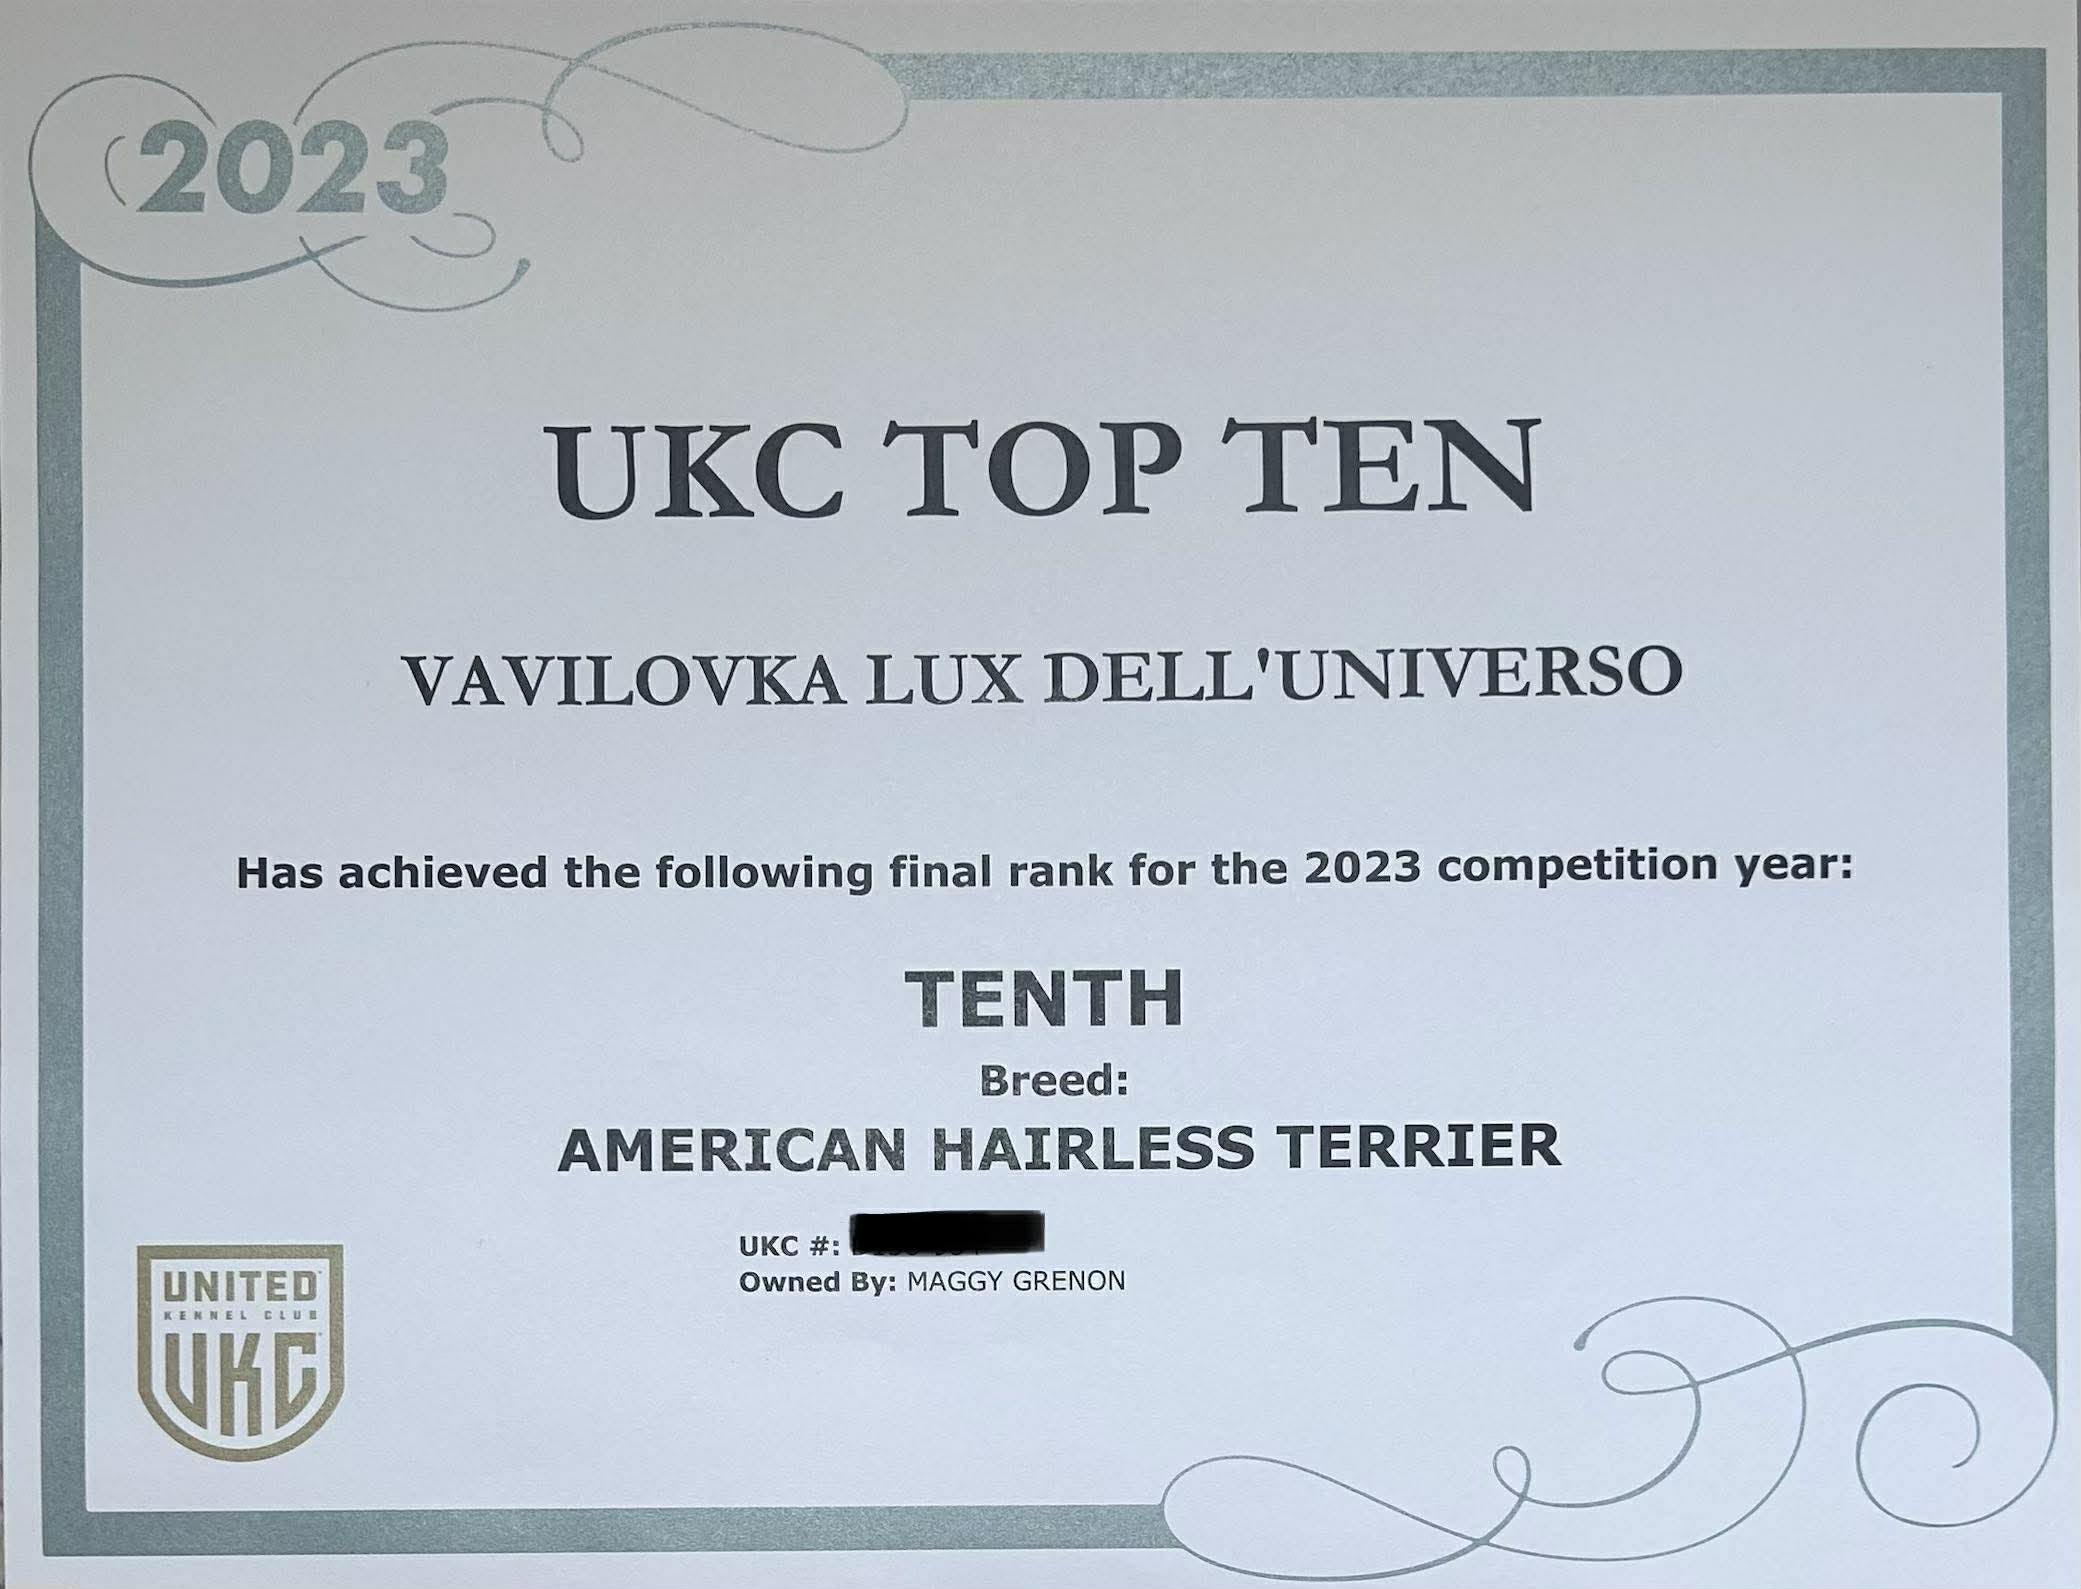 2023
UKC TOP TEN
VAVILOVKA LUX DELL'UNIVERSO
Has achieved the following final rank for the 2023 competition year:
TENTH
Breed:
AMERICAN HAIRLESS TERRIER
UKC #:
Owned By: MAGGY GRENON
UNITED
KENNEL CLUB
UKC